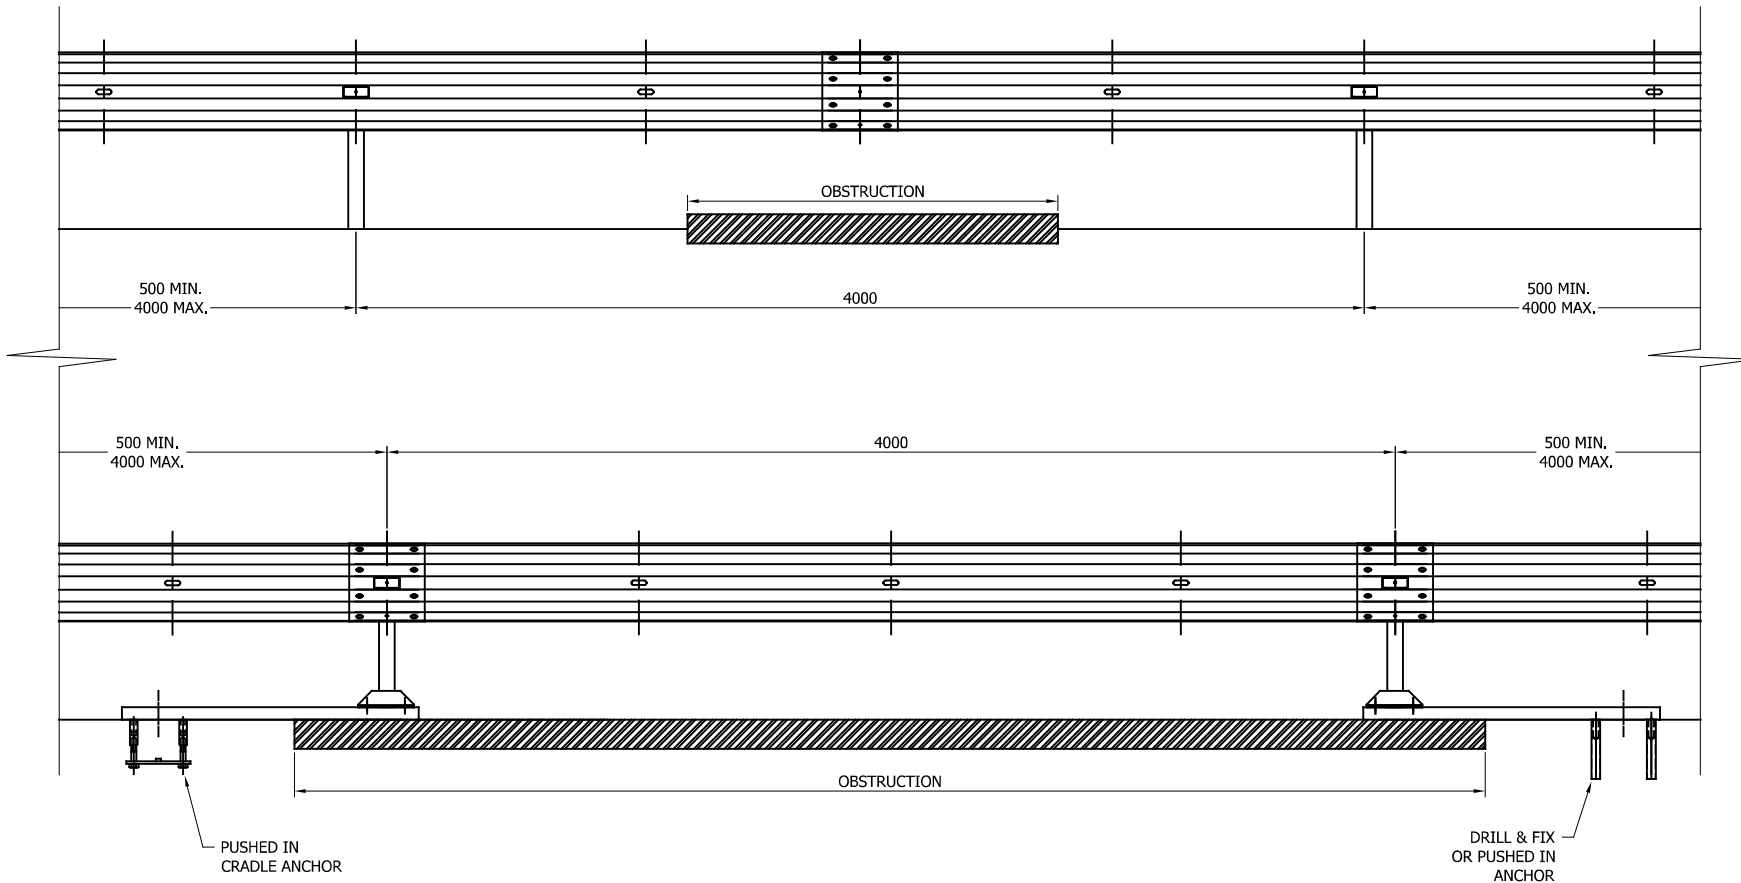 OBSTRUCTION
500 MIN.
4000 MAX.
4000
500 MIN.
4000 MAX.
500 MIN.
4000 MAX.
4000
500 MIN.
4000 MAX.
OBSTRUCTION
PUSHED IN
CRADLE ANCHOR
DRILL & FIX
OR PUSHED IN
ANCHOR